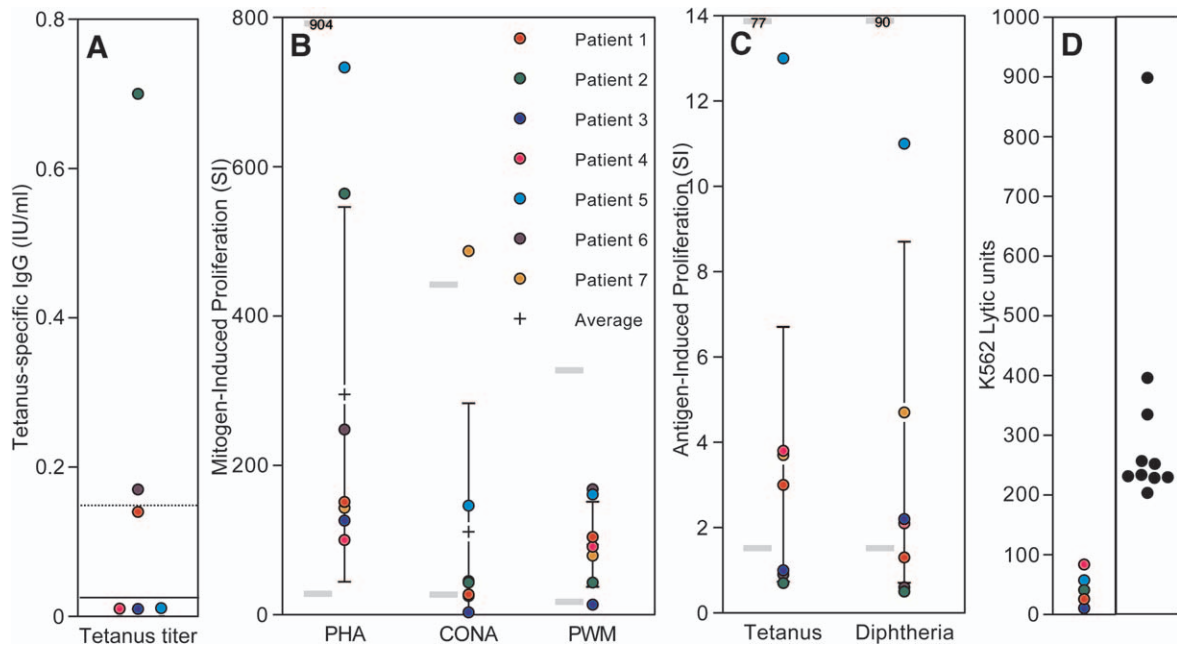 A
Tetanus-specific IgG (IU/ml)
0.8
0.6
0.4
0.2
0
Tetanus titer
B
Mitogen-Induced Proliferation (SI)
800
600
400
200
0
904
PHA
CONA
PWM
Patient 1
Patient 2
Patient 3
Patient 4
Patient 5
Patient 6
Patient 7
Average
C
Antigen-Induced Proliferation (SI)
14
12
10
8
6
4
2
0
77
90
Tetanus
Diphtheria
D
K562 Lytic units
1000
900
800
700
600
500
400
300
200
100
0